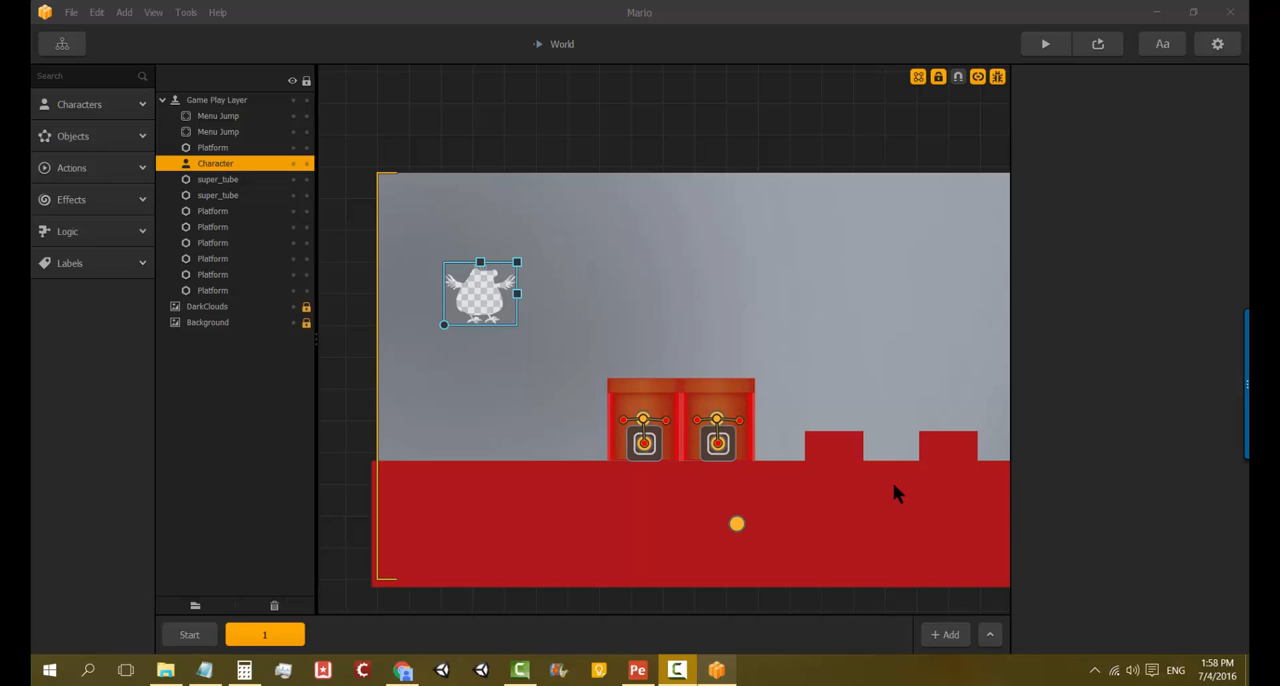 File Edit Add View Tools Help
Mario
World
Aa
Search
Characters
Objects
Actions
Effects
Logic
Labels
Game Play Layer
Menu Jump
Menu Jump
Platform
Character
super_tube
super_tube
Platform
Platform
Platform
Platform
Platform
Platform
DarkClouds
Background
Start
1
+ Add
Pe
ENG
1:58 PM
7/4/2016